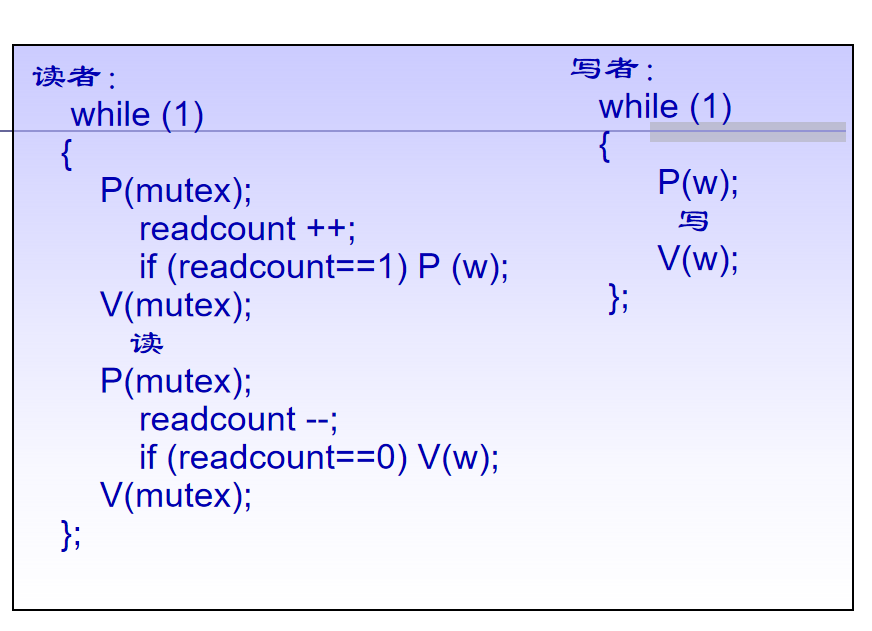 读者：
while (1)
{
P(mutex);
readcount ++;
if (readcount==1) P (w);
V(mutex);
读
P(mutex);
readcount --;
if (readcount==0) V(w);
V(mutex);
};
写者：
while (1)
{
P(w);
写
V(w);
};